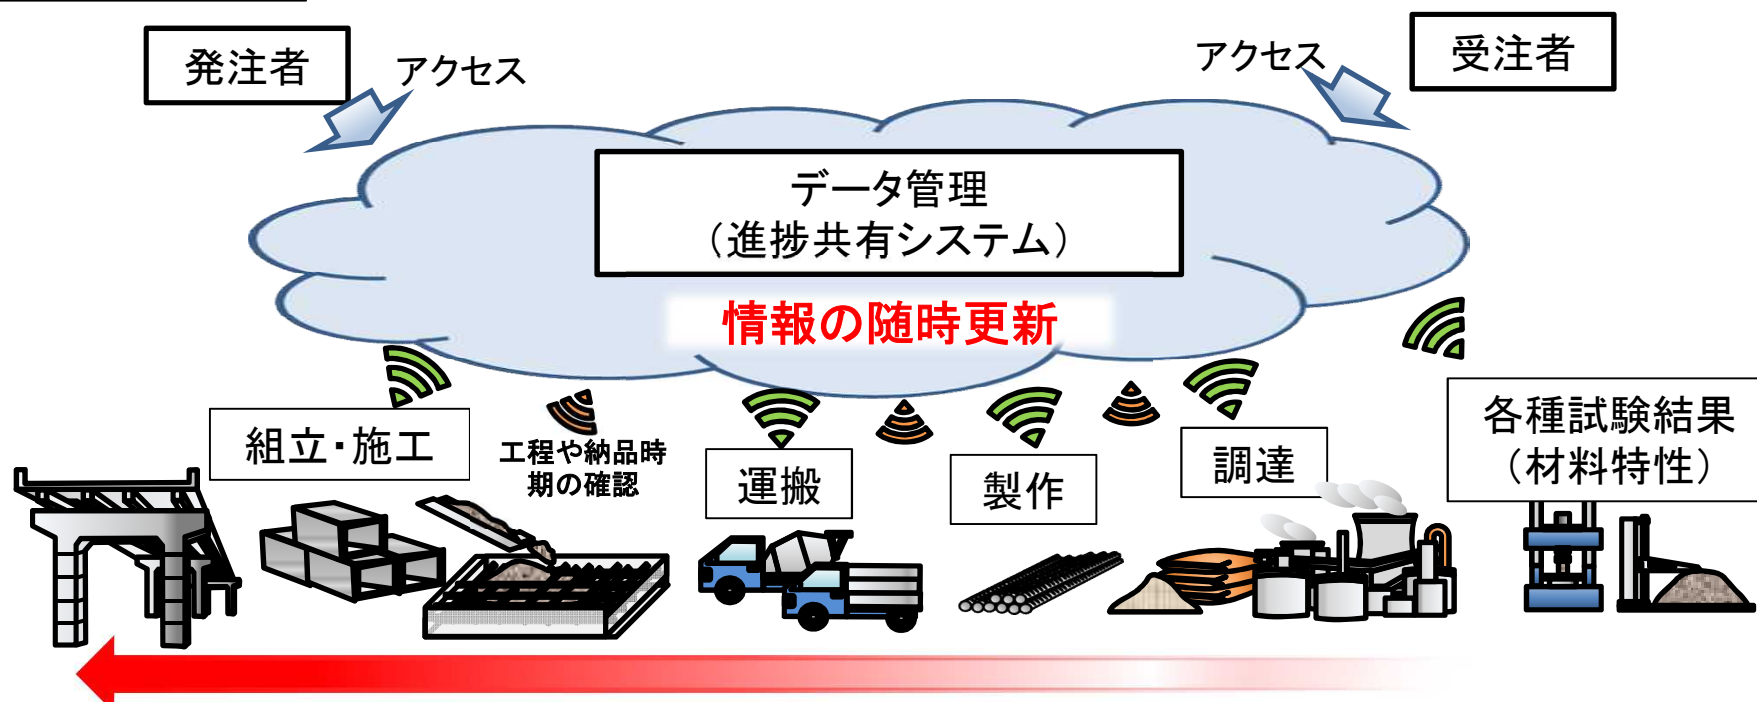 発注者
アクセス
アクセス
受注者
データ管理
（進捗共有システム）
情報の随時更新
組立・施工
工程や納品時
期の確認
運搬
製作
調達
各種試験結果
（材料特性）